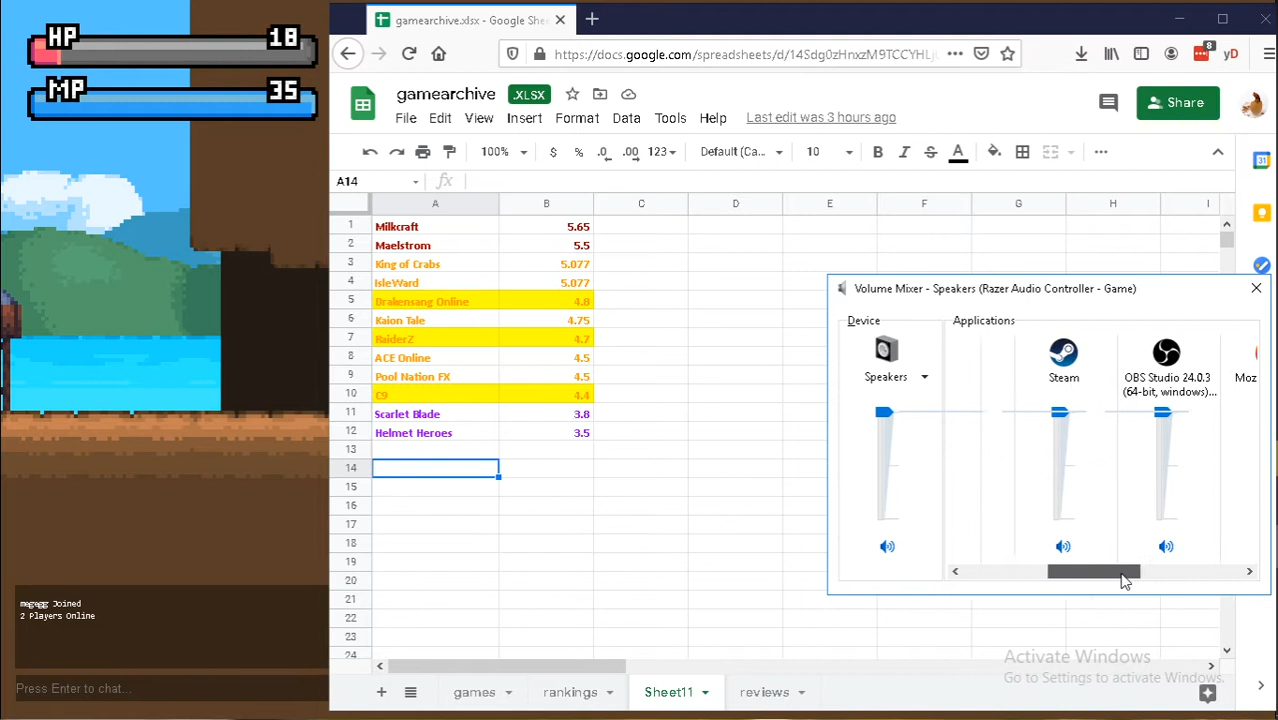 HP 18
MP 35
megagg Joined
2 Players Online
Press Enter to chat...
gamearchive.xlsx - Google She
https://docs.google.com/spreadsheets/d/14Sdg0zHnxzM9TCCYHLj
8
yD
gamearchive .XLSX
File Edit View Insert Format Data Tools Help Last edit was 3 hours ago
Share
100% $ % .0 .00 123 Default (Ca... 10 B I S A
A14 fx
A B C D E F G H I
1 Milkcraft 5.65
2 Maelstrom 5.5
3 King of Crabs 5.077
4 IsleWard 5.077
5 Drakensang Online 4.8
6 Kaion Tale 4.75
7 RaiderZ 4.7
8 ACE Online 4.5
9 Pool Nation FX 4.5
10 C9 4.4
11 Scarlet Blade 3.8
12 Helmet Heroes 3.5
13
14
15
16
17
18
19
20
21
22
23
24
Volume Mixer - Speakers (Razer Audio Controller - Game)
Device Applications
Speakers
Steam
OBS Studio 24.0.3
(64-bit, windows)...
Moz
Activate Windows
Go to Settings to activate Windows.
games rankings Sheet11 reviews
31